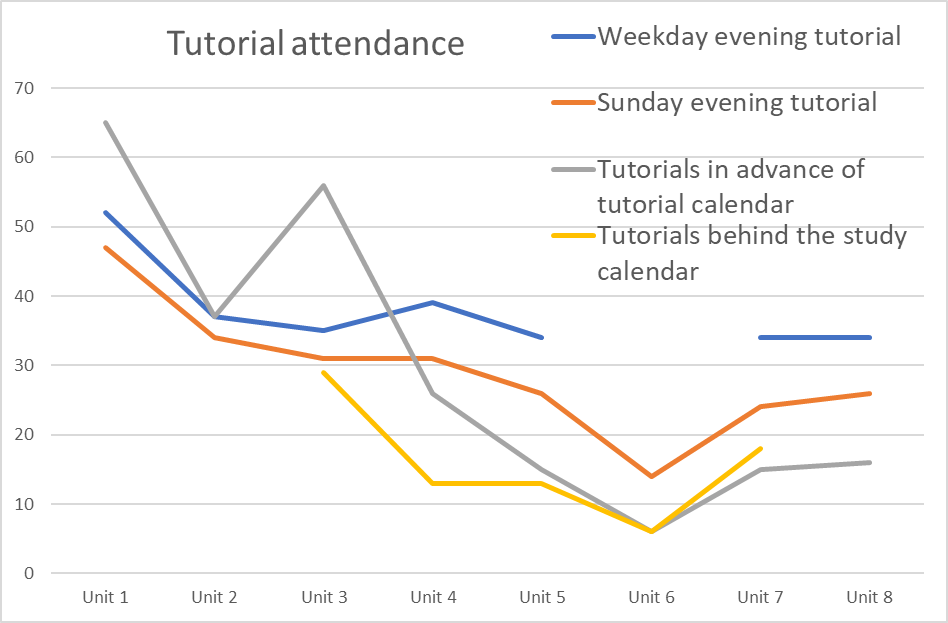 Tutorial attendance
Weekday evening tutorial
Sunday evening tutorial
Tutorials in advance of
tutorial calendar
Tutorials behind the study
calendar
70
60
50
40
30
20
10
0
Unit 1 Unit 2 Unit 3 Unit 4 Unit 5 Unit 6 Unit 7 Unit 8